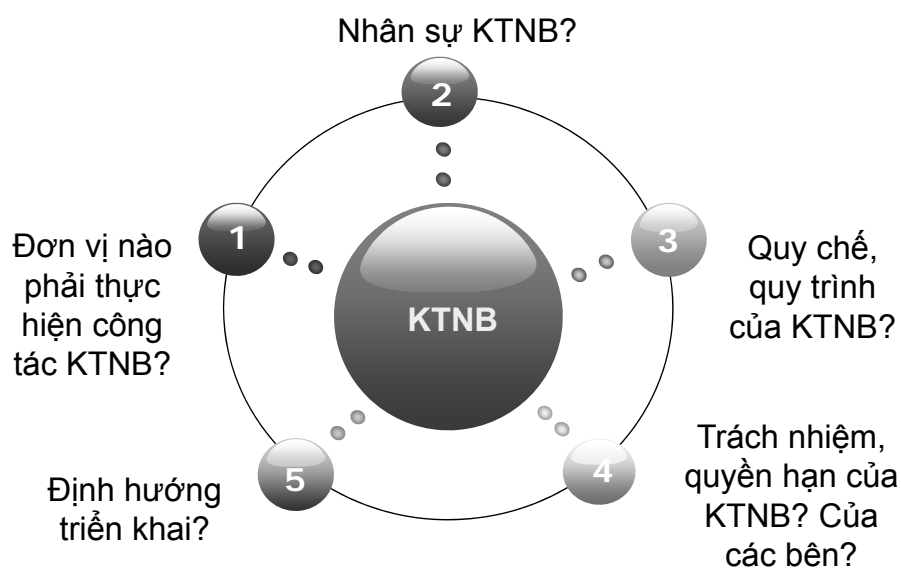 Nhân sự KTNB?
2
1
Đơn vị nào
phải thực
hiện công
tác KTNB?
3
Quy chế,
quy trình
của KTNB?
KTNB
4
Trách nhiệm,
quyền hạn của
KTNB? Của
các bên?
5
Định hướng
triển khai?